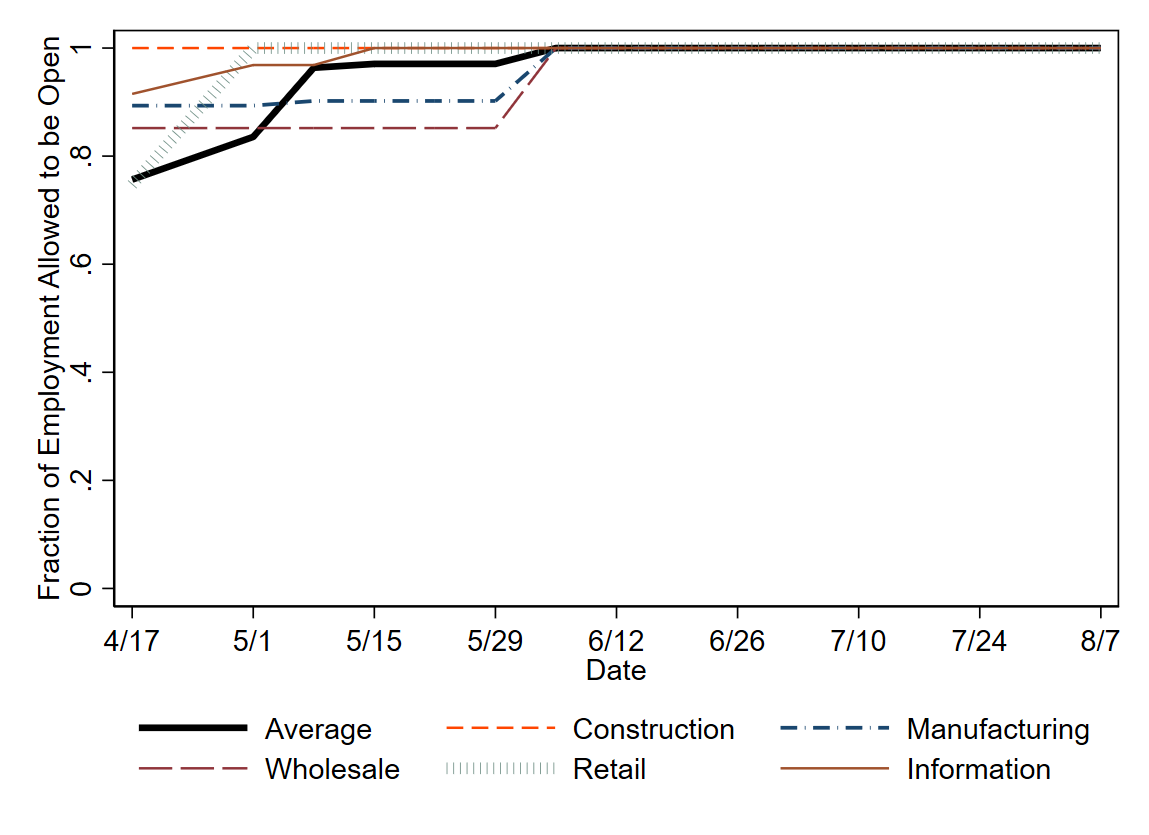 Fraction of Employment Allowed to be Open
1
.8
.6
.4
.2
0
4/17 5/1 5/15 5/29 6/12 6/26 7/10 7/24 8/7
Date
Average Construction Manufacturing
Wholesale Retail Information